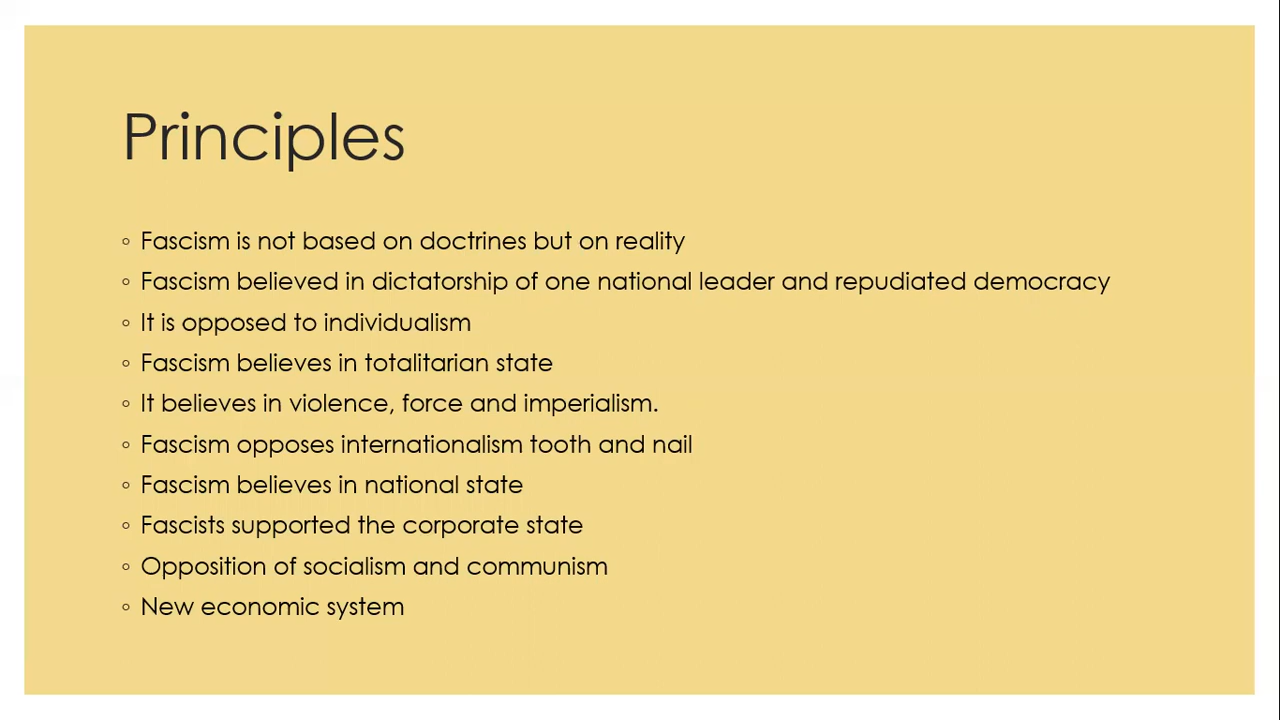 Principles
◦ Fascism is not based on doctrines but on reality
◦ Fascism believed in dictatorship of one national leader and repudiated democracy
◦ It is opposed to individualism
◦ Fascism believes in totalitarian state
◦ It believes in violence, force and imperialism.
◦ Fascism opposes internationalism tooth and nail
◦ Fascism believes in national state
◦ Fascists supported the corporate state
◦ Opposition of socialism and communism
◦ New economic system